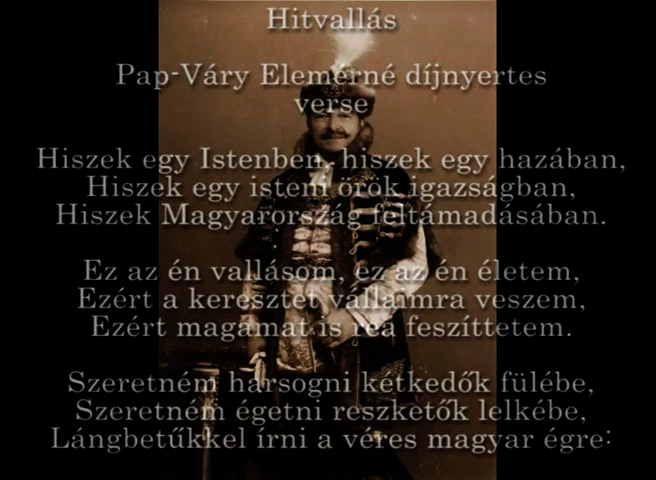 Hitvallás
Pap-Váry Elemérné díjnyertes
verse
Hiszek egy Istenben, hiszek egy hazában,
Hiszek egy isteni örök igazságban,
Hiszek Magyarország feltámadásában.
Ez az én vallásom, ez az én életem,
Ezért a keresztet vállaimra veszem,
Ezért magamat is reá feszíttetem.
Szeretném harsogni kétkedők fülébe,
Szeretném égetni reszketők lelkébe,
Lángbetűkkel írni a véres magyar égre: